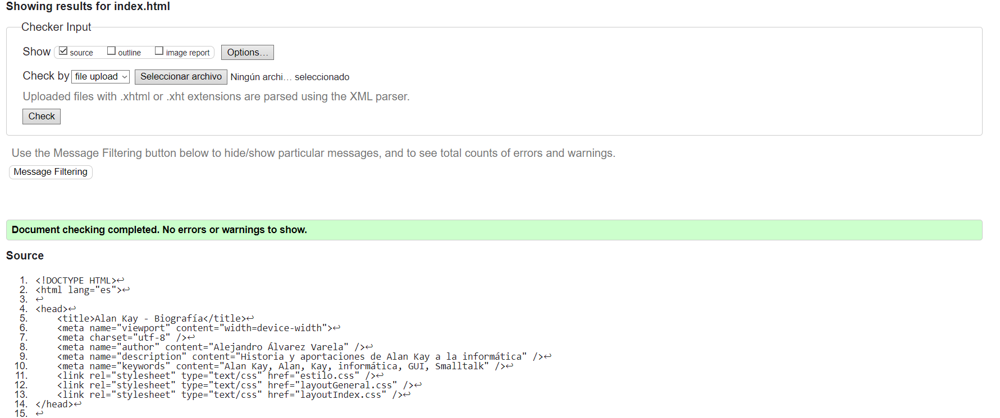 Showing results for index.html
Checker Input
Show source outline image report Options...
Check by file upload Seleccionar archivo Ningún archi... seleccionado
Uploaded files with .xhtml or .xht extensions are parsed using the XML parser.
Check
Use the Message Filtering button below to hide/show particular messages, and to see total counts of errors and warnings.
Message Filtering
Document checking completed. No errors or warnings to show.
Source
1. <!DOCTYPE HTML>↩
2. <html lang="es">↩
3. ↩
4. <head>↩
5.     <title>Alan Kay - Biografía</title>↩
6.     <meta name="viewport" content="width=device-width">↩
7.     <meta charset="utf-8" />↩
8.     <meta name="author" content="Alejandro Álvarez Varela" />↩
9.     <meta name="description" content="Historia y aportaciones de Alan Kay a la informática" />↩
10.     <meta name="keywords" content="Alan Kay, Alan, Kay, informática, GUI, Smalltalk" />↩
11.     <link rel="stylesheet" type="text/css" href="estilo.css" />↩
12.     <link rel="stylesheet" type="text/css" href="layoutGeneral.css" />↩
13.     <link rel="stylesheet" type="text/css" href="layoutIndex.css" />↩
14. </head>↩
15. ↩